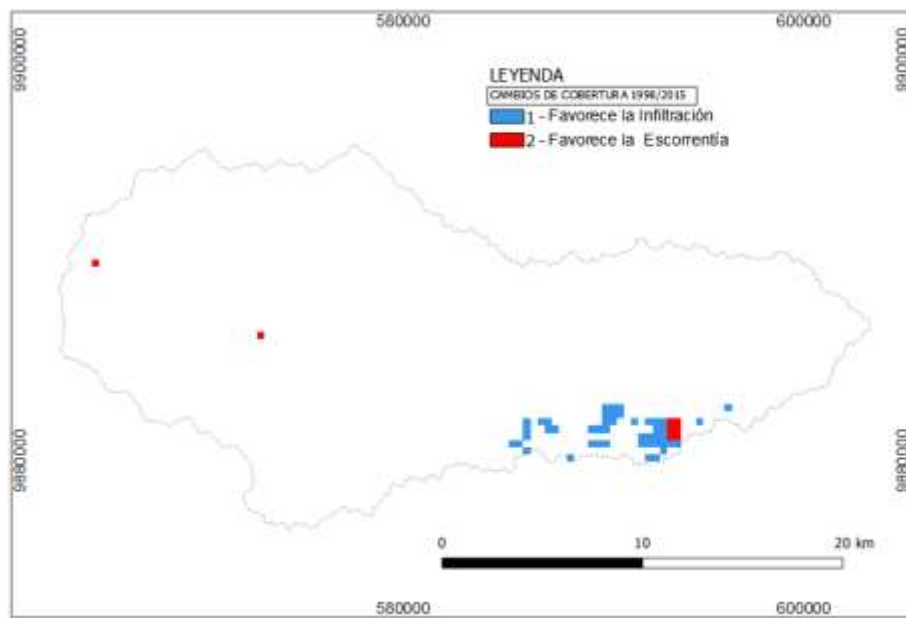 580000 600000
9900000 9900000
LEYENDA
CAMBIOS DE COBERTURA 1998/2015
1 - Favorece la Infiltración
2 - Favorece la Escorrentía
9880000 9880000
0 10 20 km
580000 600000